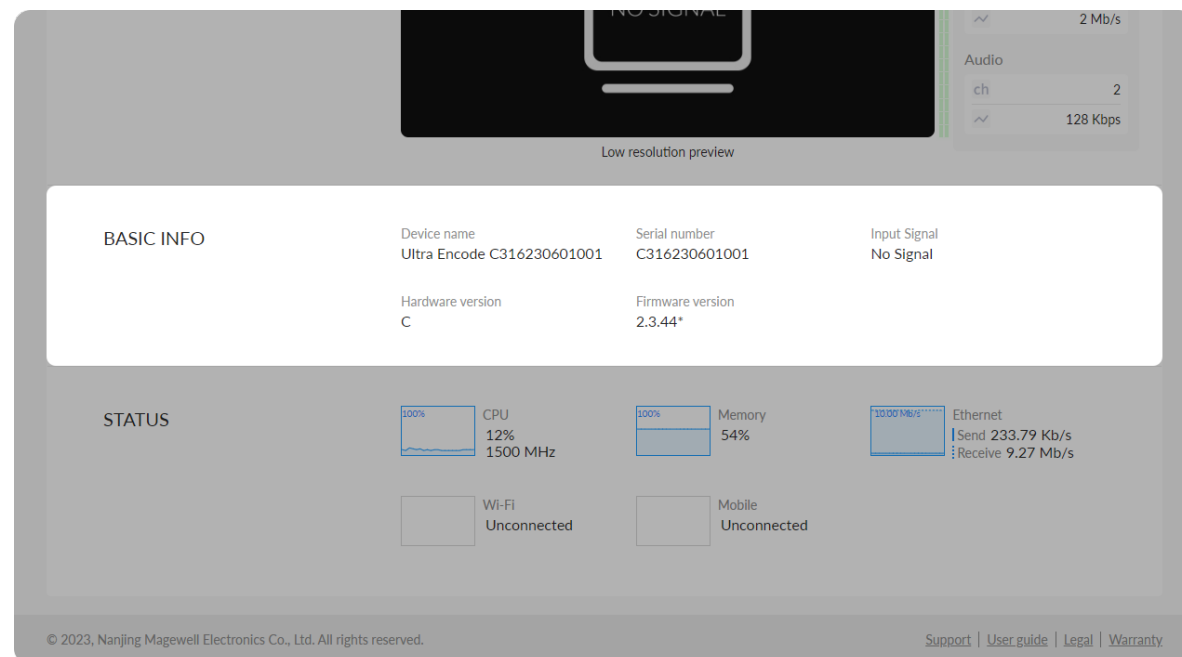 NO SIGNAL
2 Mb/s
Audio
ch 2
128 Kbps
Low resolution preview
BASIC INFO
Device name
Ultra Encode C316230601001
Serial number
C316230601001
Input Signal
No Signal
Hardware version
C
Firmware version
2.3.44*
STATUS
100%
CPU
12%
1500 MHz
100%
Memory
54%
10.00 Mb/s
Ethernet
Send 233.79 Kb/s
Receive 9.27 Mb/s
Wi-Fi
Unconnected
Mobile
Unconnected
© 2023, Nanjing Magewell Electronics Co., Ltd. All rights reserved.
Support | User guide | Legal | Warranty